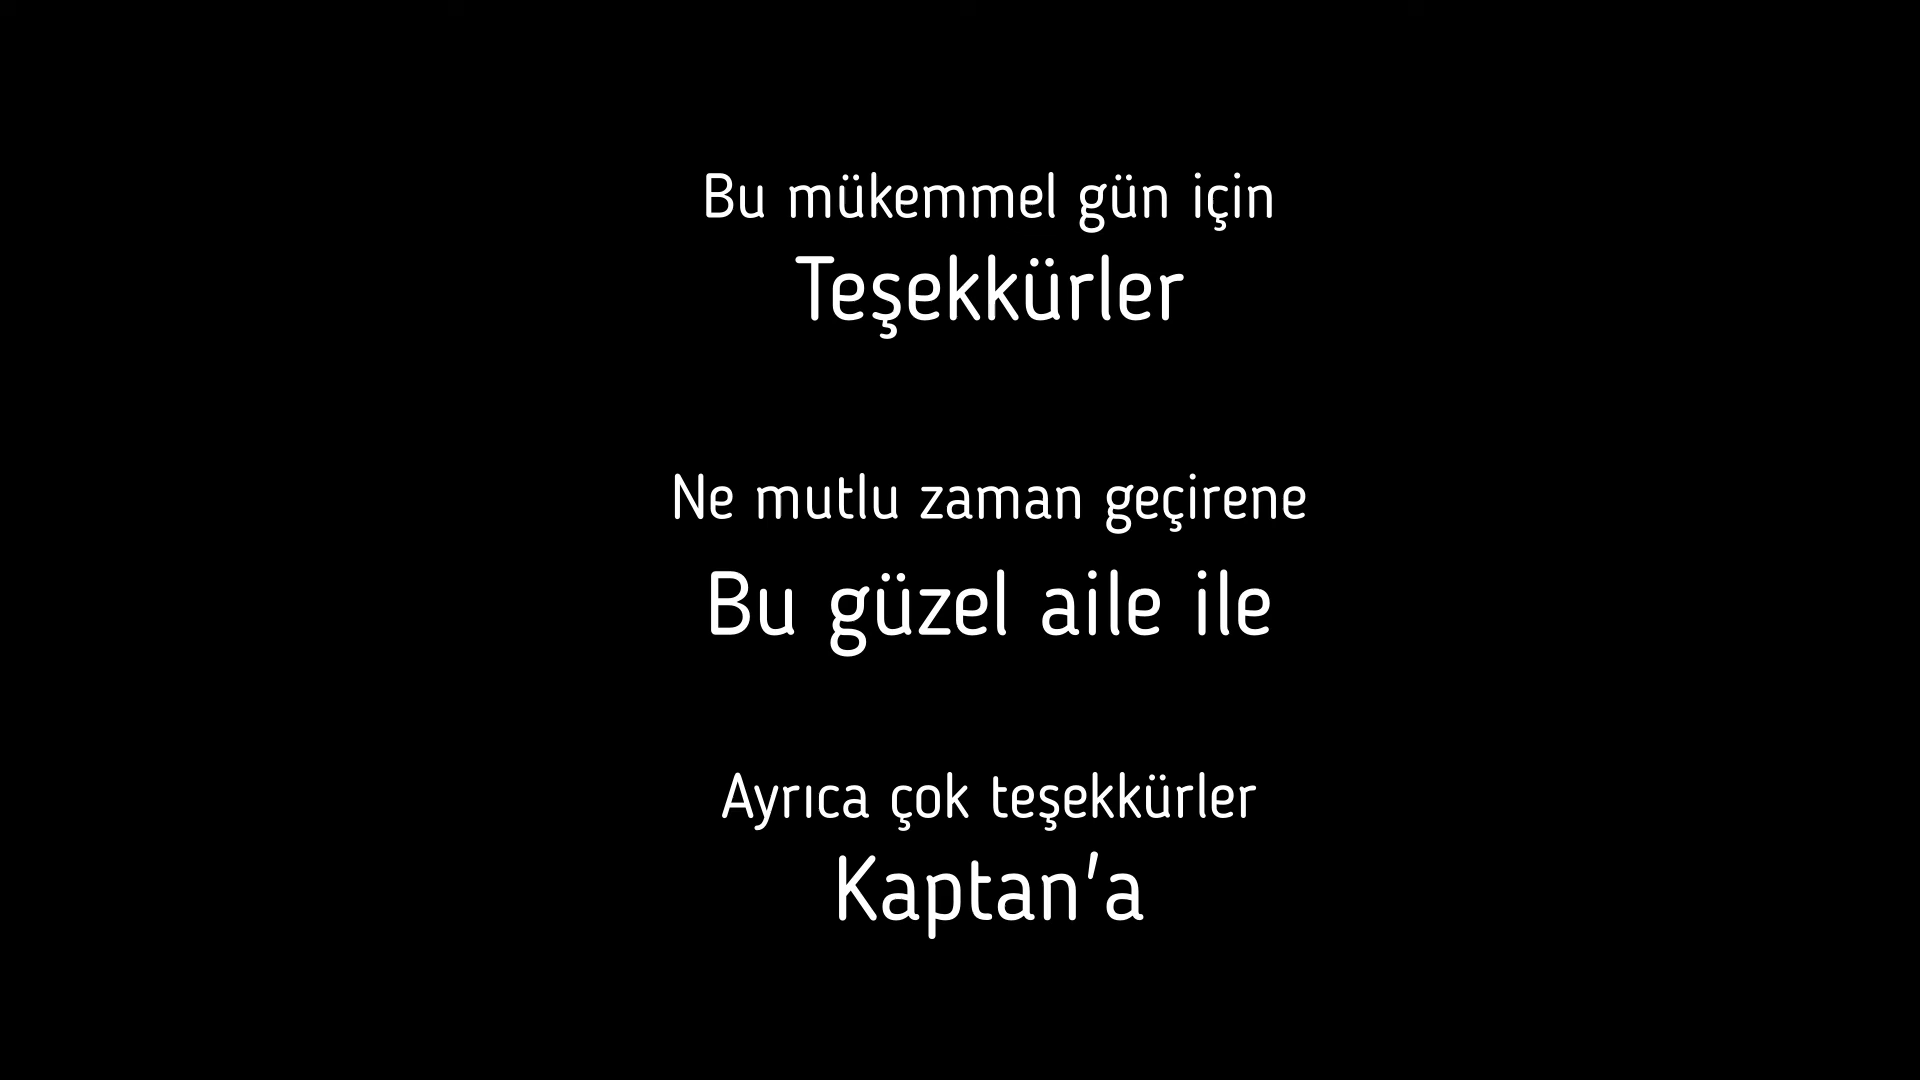 Bu mükemmel gün için
Teşekkürler
Ne mutlu zaman geçirene
Bu güzel aile ile
Ayrıca çok teşekkürler
Kaptan'a